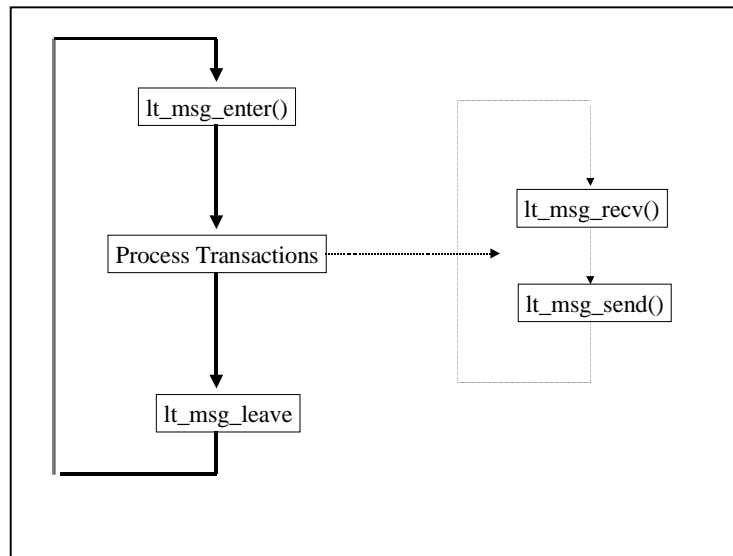 lt_msg_enter()
Process Transactions
lt_msg_leave
lt_msg_recv()
lt_msg_send()